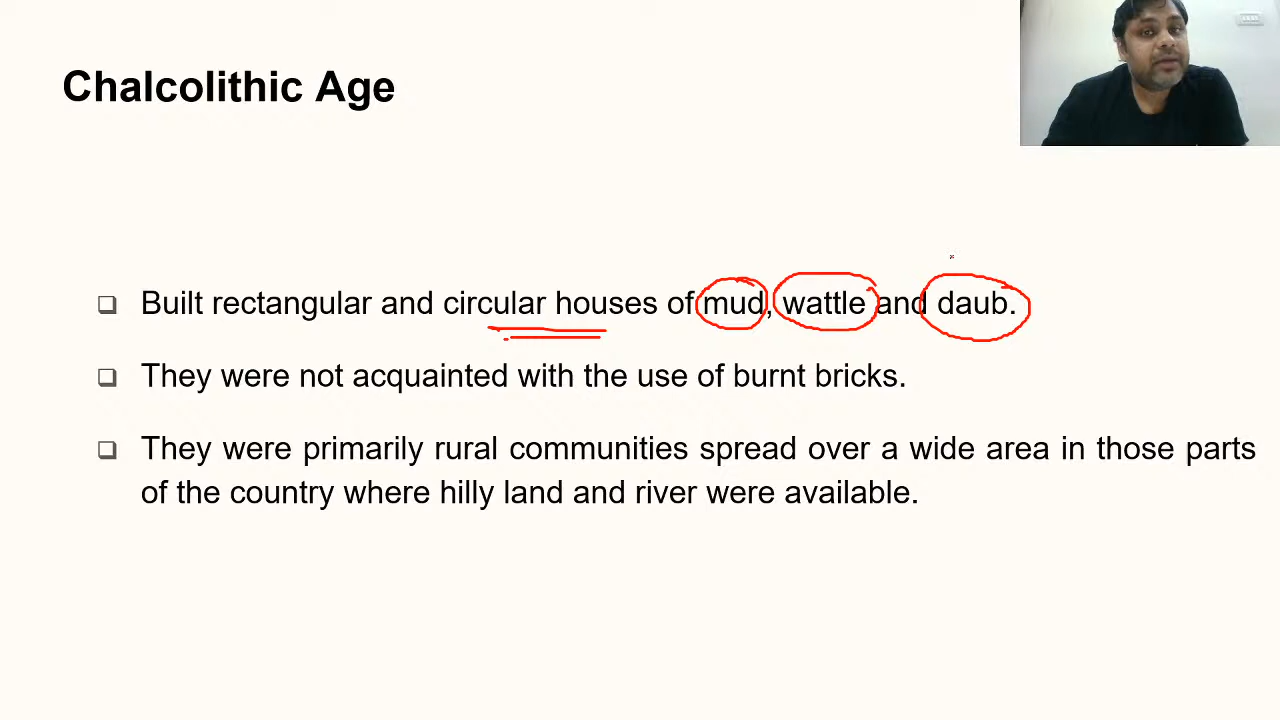 Chalcolithic Age
Built rectangular and circular houses of mud, wattle and daub.
They were not acquainted with the use of burnt bricks.
They were primarily rural communities spread over a wide area in those parts
of the country where hilly land and river were available.